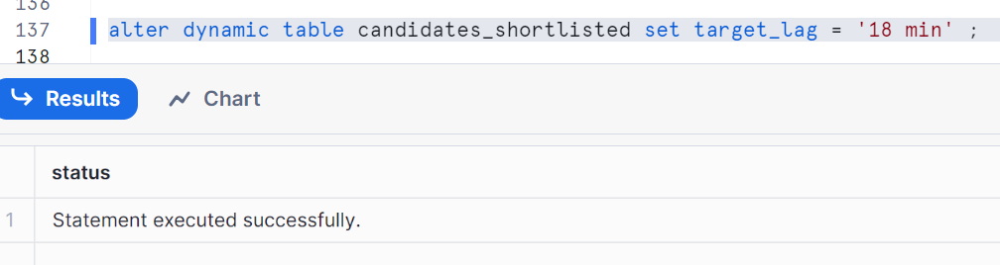 136
137 alter dynamic table candidates_shortlisted set target_lag = '18 min' ;
138
Results Chart
status
1 Statement executed successfully.